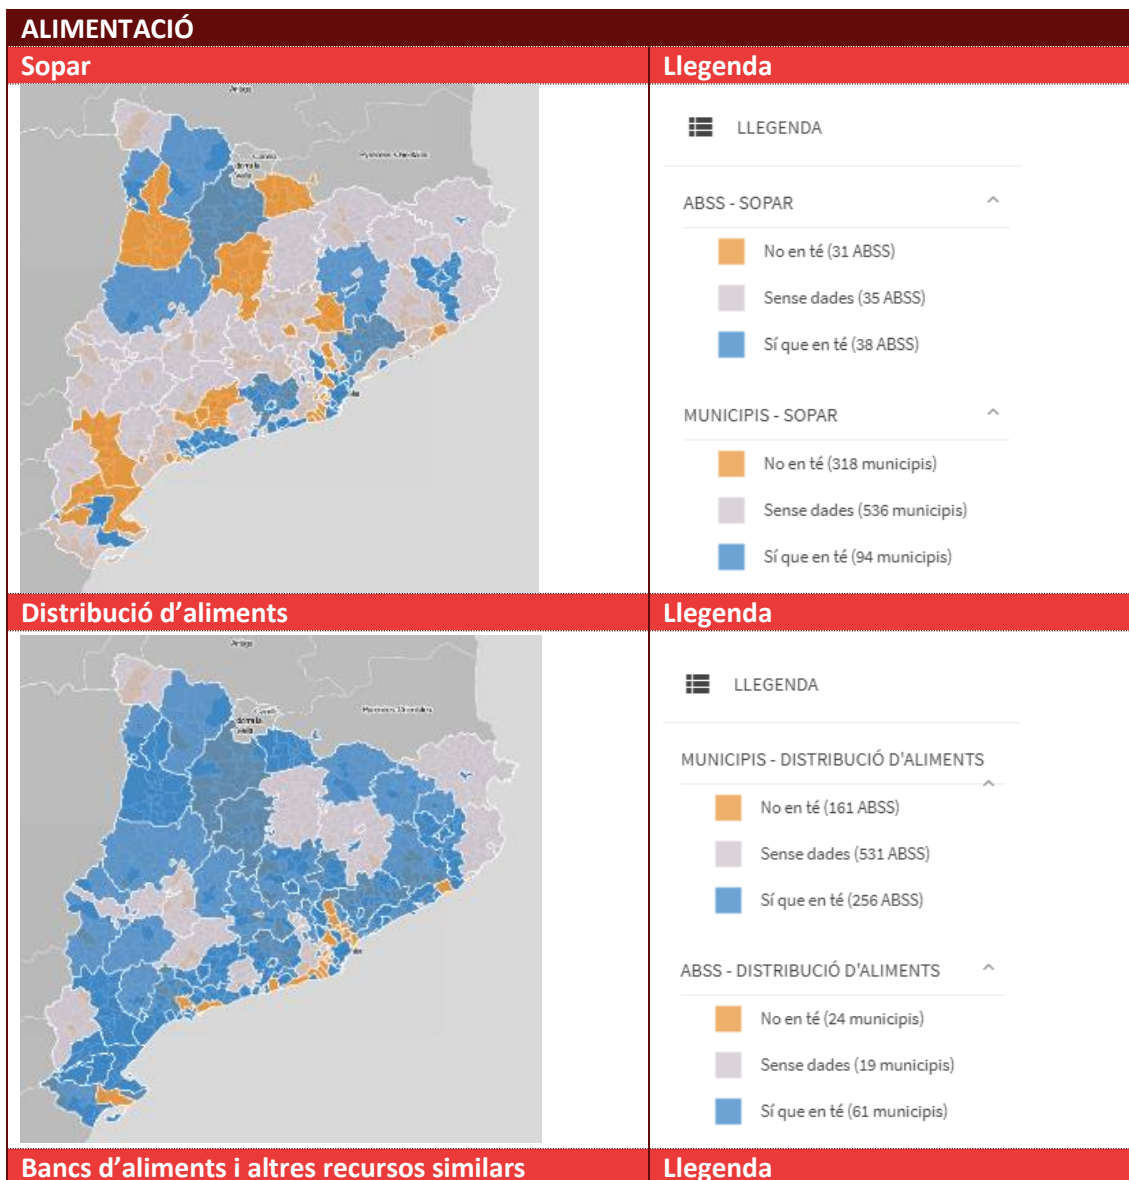 ALIMENTACIÓ
Sopar
Llegenda
LLEGENDA
ABSS - SOPAR
No en té (31 ABSS)
Sense dades (35 ABSS)
Sí que en té (38 ABSS)
MUNICIPIS - SOPAR
No en té (318 municipis)
Sense dades (536 municipis)
Sí que en té (94 municipis)
Distribució d’aliments
Llegenda
Pyrénées-Orientales
LLEGENDA
MUNICIPIS - DISTRIBUCIÓ D'ALIMENTS
No en té (161 ABSS)
Sense dades (531 ABSS)
Sí que en té (256 ABSS)
ABSS - DISTRIBUCIÓ D'ALIMENTS
No en té (24 municipis)
Sense dades (19 municipis)
Sí que en té (61 municipis)
Bancs d’aliments i altres recursos similars
Llegenda